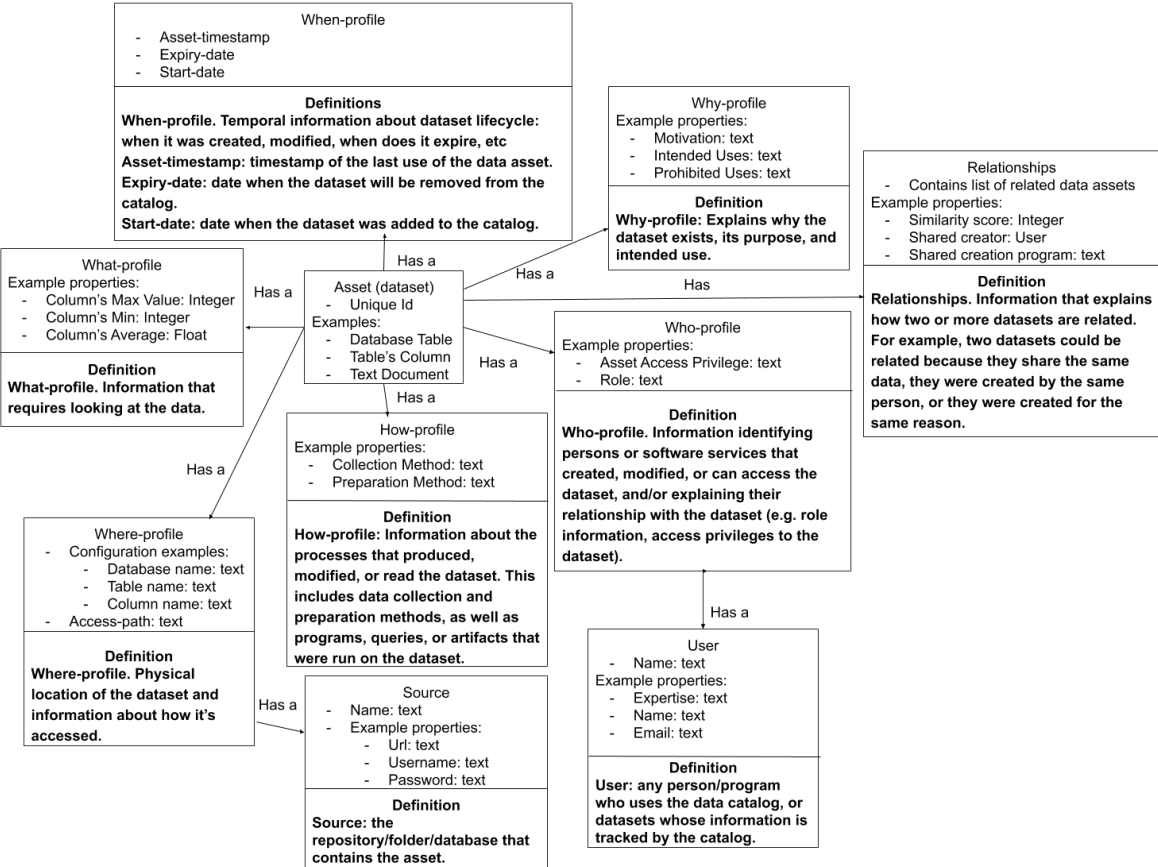 When-profile
- Asset-timestamp
- Expiry-date
- Start-date
Definitions
When-profile. Temporal information about dataset lifecycle:
when it was created, modified, when does it expire, etc
Asset-timestamp: timestamp of the last use of the data asset.
Expiry-date: date when the dataset will be removed from the
catalog.
Start-date: date when the dataset was added to the catalog.
Why-profile
Example properties:
- Motivation: text
- Intended Uses: text
- Prohibited Uses: text
Definition
Why-profile: Explains why the
dataset exists, its purpose, and
intended use.
Relationships
- Contains list of related data assets
Example properties:
- Similarity score: Integer
- Shared creator: User
- Shared creation program: text
Definition
Relationships. Information that explains
how two or more datasets are related.
For example, two datasets could be
related because they share the same
data, they were created by the same
person, or they were created for the
same reason.
What-profile
Example properties:
- Column's Max Value: Integer
- Column's Min: Integer
- Column's Average: Float
Definition
What-profile. Information that
requires looking at the data.
Has a
Has a
Has a
Has
Asset (dataset)
- Unique Id
Examples:
- Database Table
- Table's Column
- Text Document
Has a
Has a
Has a
Who-profile
Example properties:
- Asset Access Privilege: text
- Role: text
Definition
Who-profile. Information identifying
persons or software services that
created, modified, or can access the
dataset, and/or explaining their
relationship with the dataset (e.g. role
information, access privileges to the
dataset).
How-profile
Example properties:
- Collection Method: text
- Preparation Method: text
Definition
How-profile: Information about the
processes that produced,
modified, or read the dataset. This
includes data collection and
preparation methods, as well as
programs, queries, or artifacts that
were run on the dataset.
Where-profile
- Configuration examples:
- Database name: text
- Table name: text
- Column name: text
- Access-path: text
Definition
Where-profile. Physical
location of the dataset and
information about how it's
accessed.
Has a
Source
- Name: text
- Example properties:
- Url: text
- Username: text
- Password: text
Definition
Source: the
repository/folder/database that
contains the asset.
Has a
User
- Name: text
Example properties:
- Expertise: text
- Name: text
- Email: text
Definition
User: any person/program
who uses the data catalog, or
datasets whose information is
tracked by the catalog.